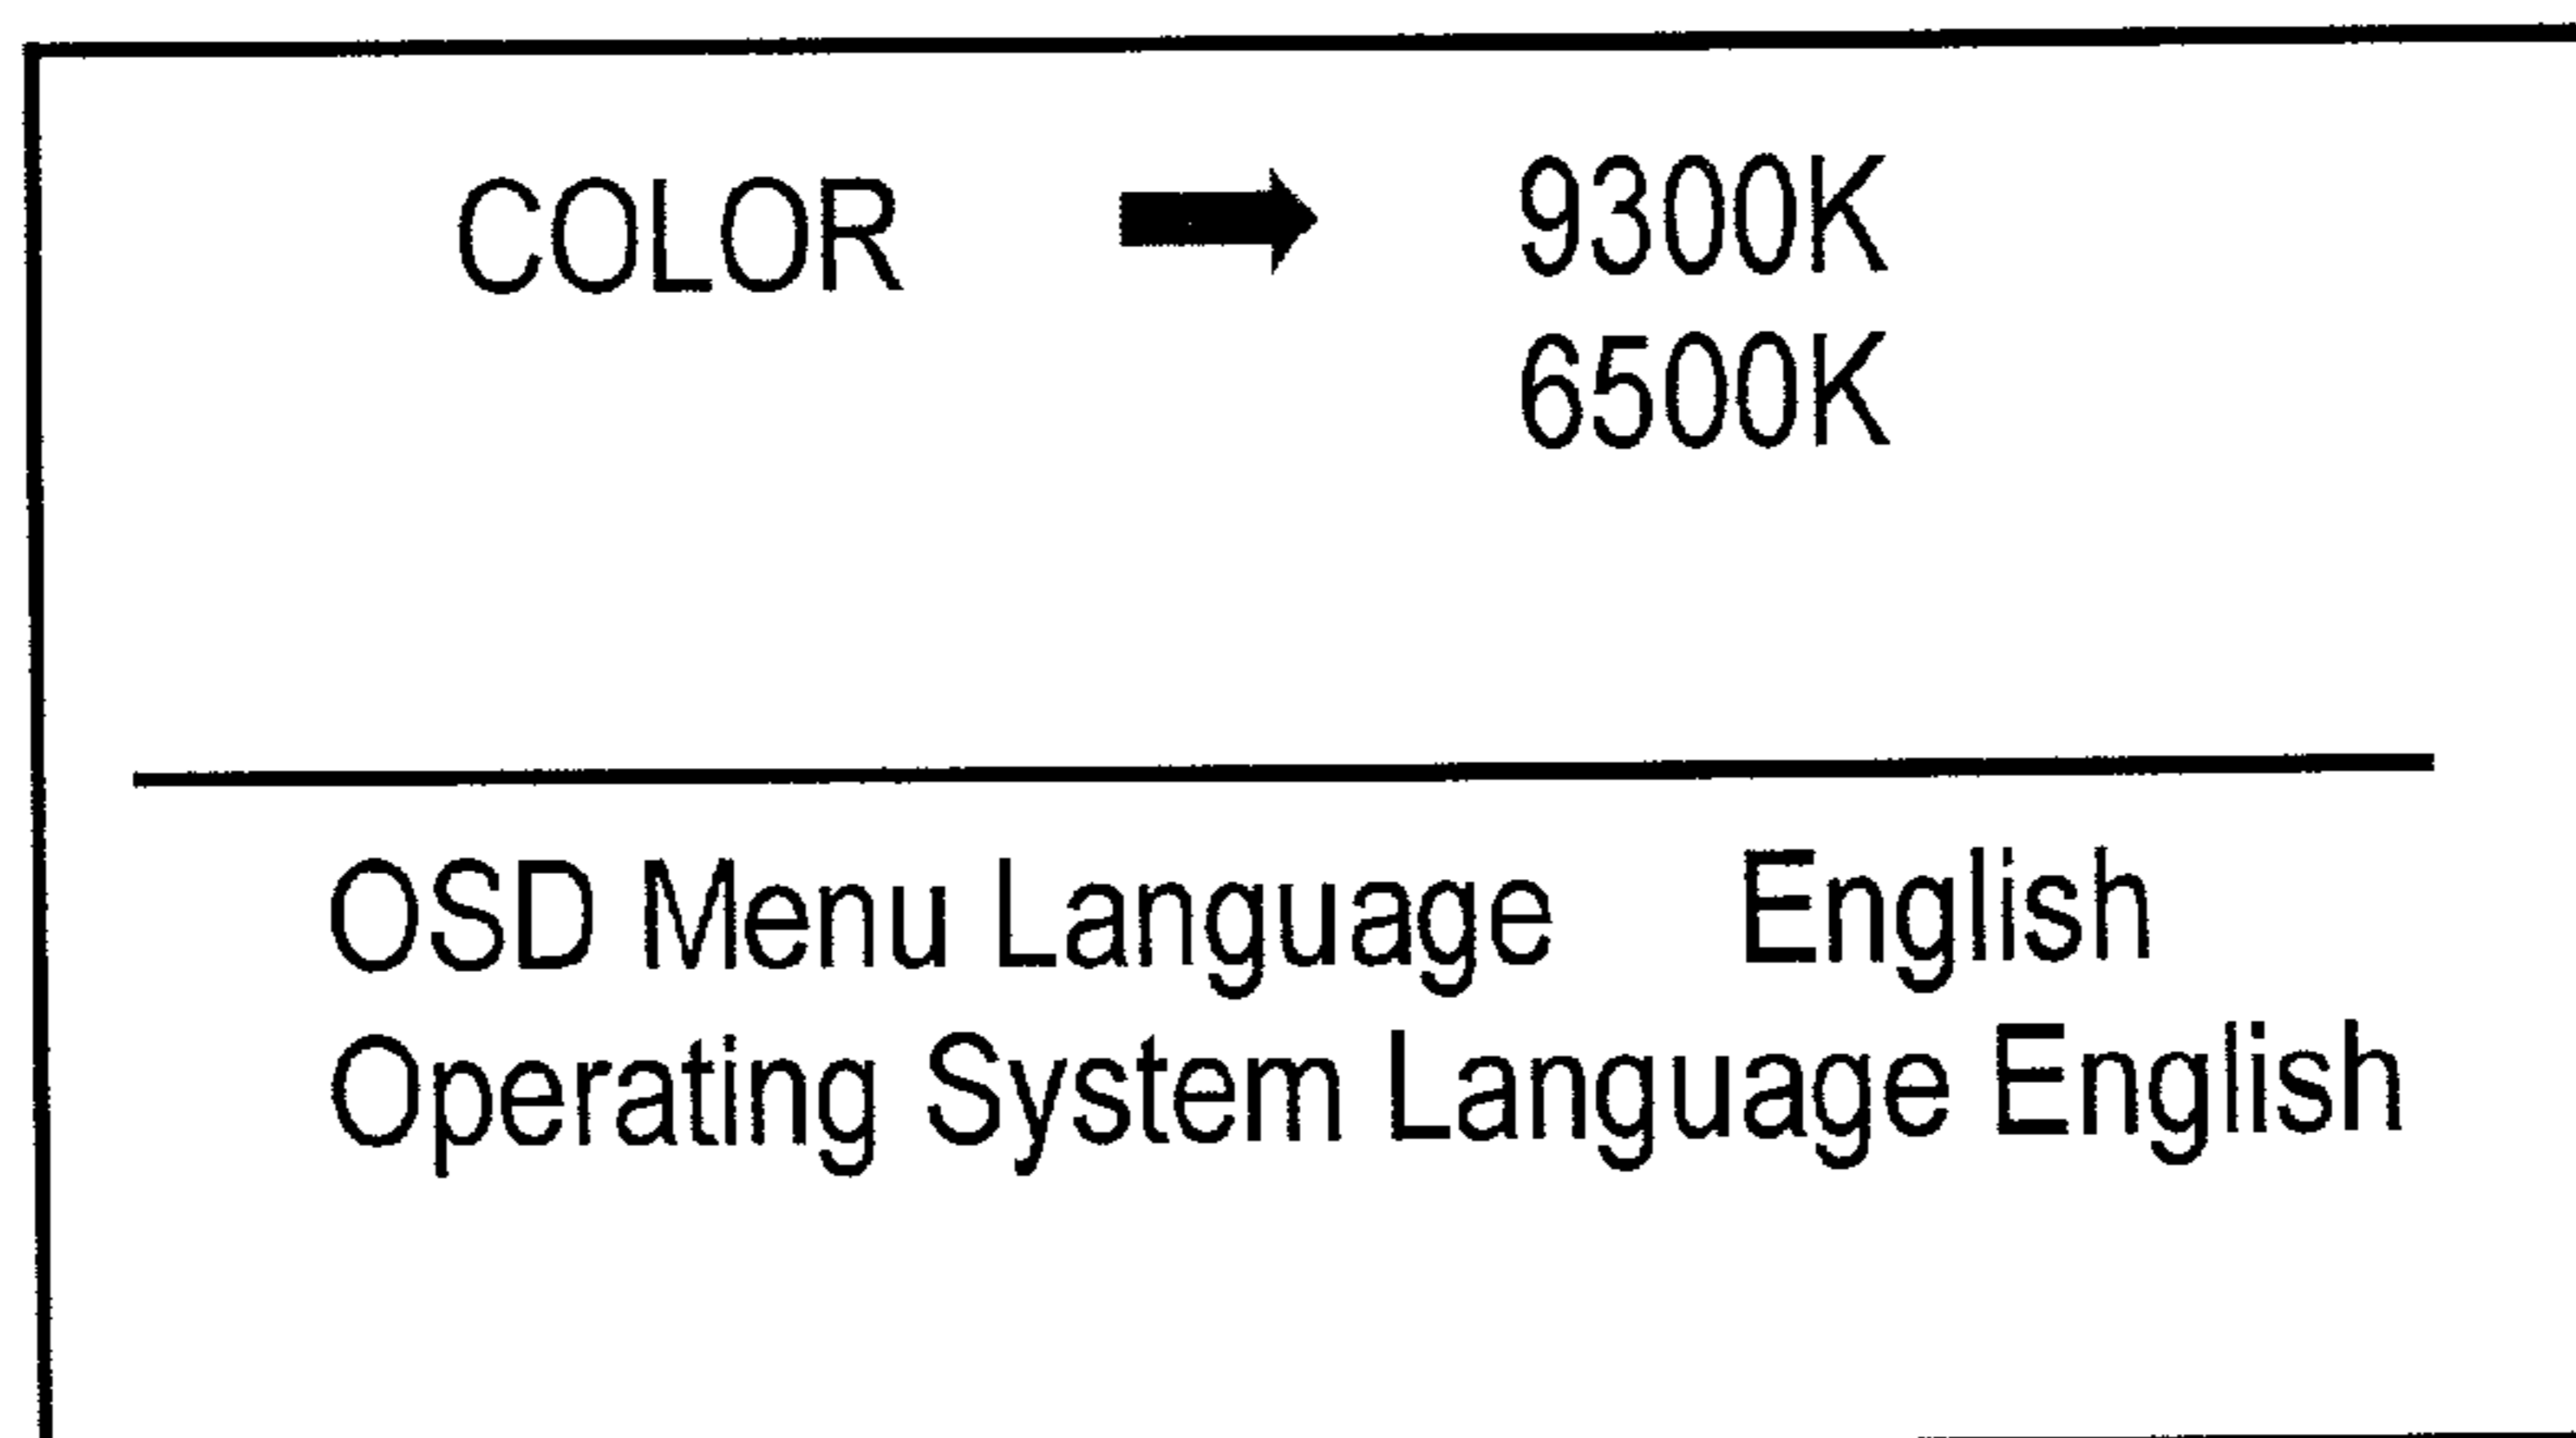 COLOR ➡ 9300K
6500K
OSD Menu Language English
Operating System Language English